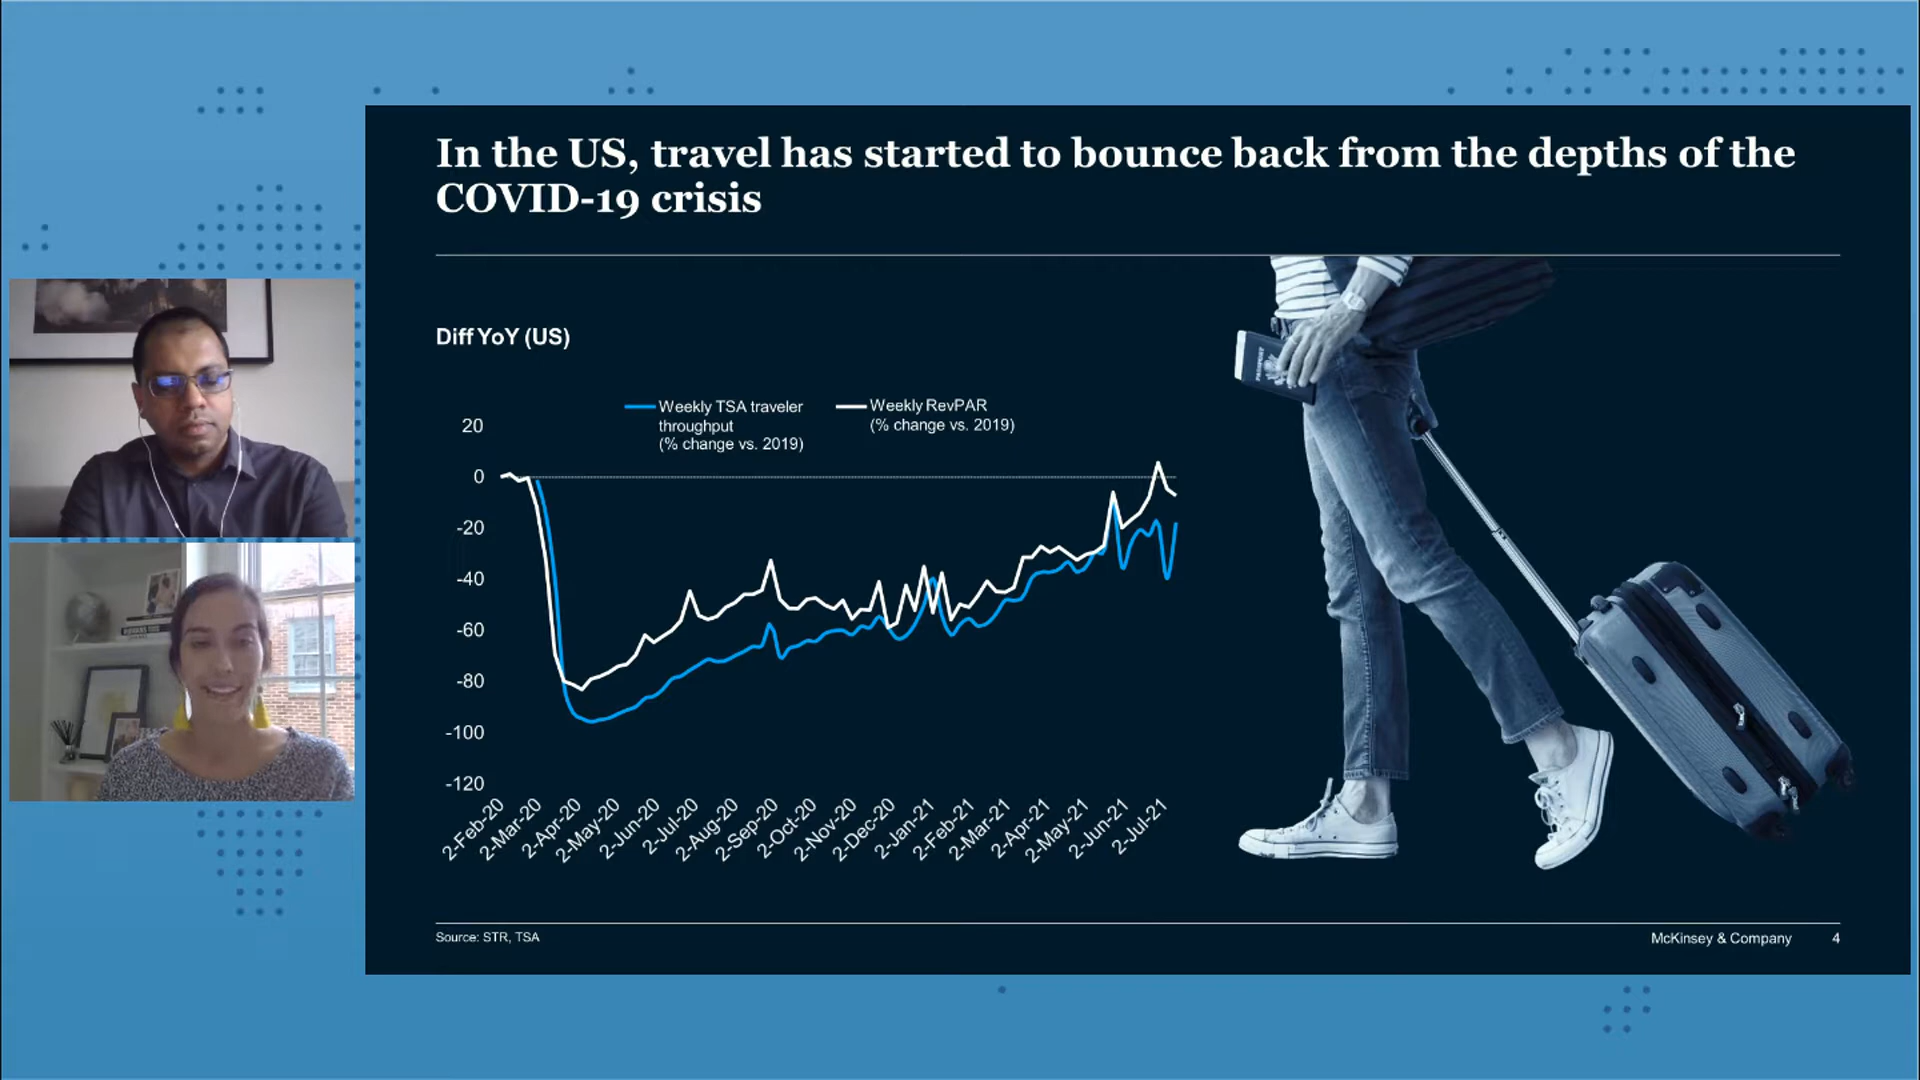 In the US, travel has started to bounce back from the depths of the
COVID-19 crisis
Diff YoY (US)
Weekly TSA traveler
throughput
(% change vs. 2019)
Weekly RevPAR
(% change vs. 2019)
20
0
-20
-40
-60
-80
-100
-120
2-Feb-20
2-Mar-20
2-Apr-20
2-May-20
2-Jun-20
2-Jul-20
2-Aug-20
2-Sep-20
2-Oct-20
2-Nov-20
2-Dec-20
2-Jan-21
2-Feb-21
2-Mar-21
2-Apr-21
2-May-21
2-Jun-21
2-Jul-21
PASSPORT
Source: STR, TSA
McKinsey & Company
4